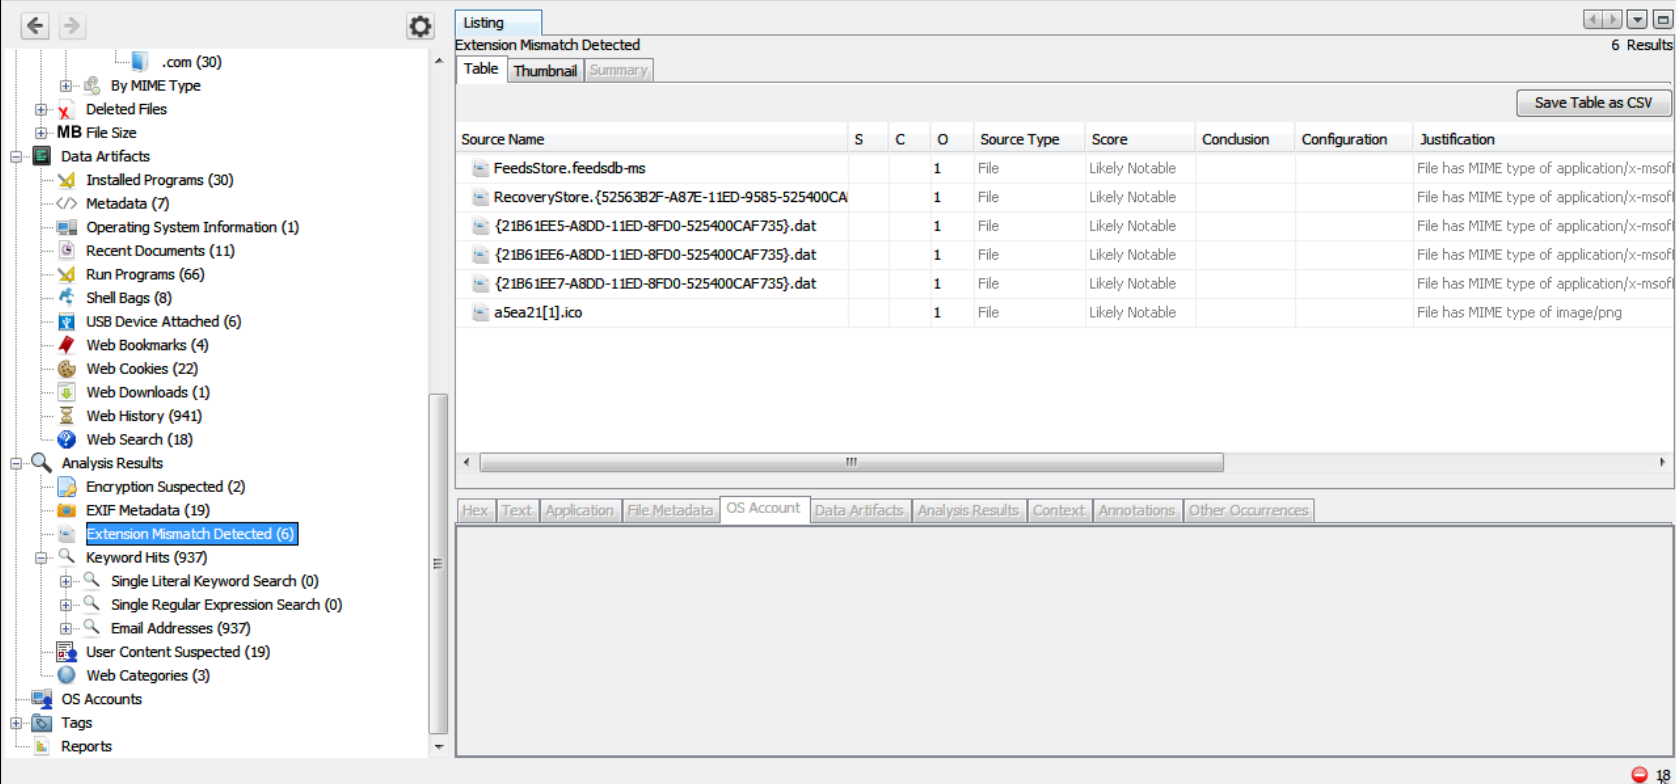 .com (30)
By MIME Type
Deleted Files
MB File Size
Data Artifacts
Installed Programs (30)
Metadata (7)
Operating System Information (1)
Recent Documents (11)
Run Programs (66)
Shell Bags (8)
USB Device Attached (6)
Web Bookmarks (4)
Web Cookies (22)
Web Downloads (1)
Web History (941)
Web Search (18)
Analysis Results
Encryption Suspected (2)
EXIF Metadata (19)
Extension Mismatch Detected (6)
Keyword Hits (937)
Single Literal Keyword Search (0)
Single Regular Expression Search (0)
Email Addresses (937)
User Content Suspected (19)
Web Categories (3)
OS Accounts
Tags
Reports
Listing
Extension Mismatch Detected 6 Results
Table Thumbnail Summary
Save Table as CSV
Source Name S C O Source Type Score Conclusion Configuration Justification
FeedsStore.feedsdb-ms 1 File Likely Notable File has MIME type of application/x-msoft
RecoveryStore.{52563B2F-A87E-11ED-9585-525400CA 1 File Likely Notable File has MIME type of application/x-msoft
{21B61EE5-A8DD-11ED-8FD0-525400CAF735}.dat 1 File Likely Notable File has MIME type of application/x-msoft
{21B61EE6-A8DD-11ED-8FD0-525400CAF735}.dat 1 File Likely Notable File has MIME type of application/x-msoft
{21B61EE7-A8DD-11ED-8FD0-525400CAF735}.dat 1 File Likely Notable File has MIME type of application/x-msoft
a5ea21[1].ico 1 File Likely Notable File has MIME type of image/png
Hex Text Application File Metadata OS Account Data Artifacts Analysis Results Context Annotations Other Occurrences
18